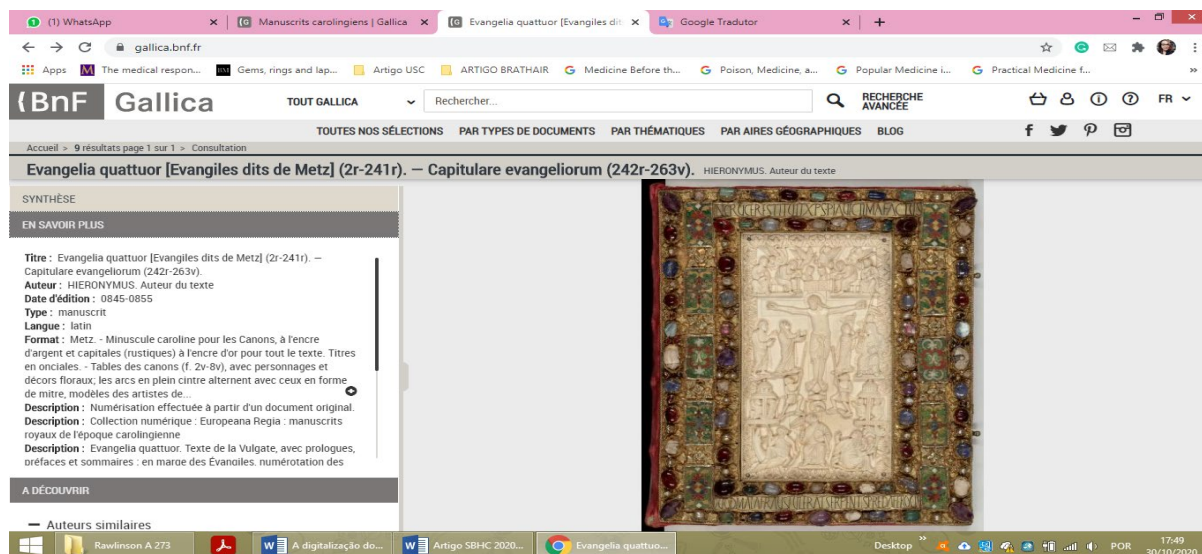 (1) WhatsApp
Manuscrits carolingiens | Gallica
Evangelia quattuor [Evangiles dit
Google Tradutor
gallica.bnf.fr
Apps
The medical respon...
Gems, rings and lap...
Artigo USC
ARTIGO BRATHAIR
Medicine Before th...
Poison, Medicine, a...
Popular Medicine i...
Practical Medicine f...
»
BnF Gallica
TOUT GALLICA
Rechercher...
RECHERCHE AVANCÉE
FR
TOUTES NOS SÉLECTIONS PAR TYPES DE DOCUMENTS PAR THÉMATIQUES PAR AIRES GÉOGRAPHIQUES BLOG
Accueil > 9 résultats page 1 sur 1 > Consultation
Evangelia quattuor [Evangiles dits de Metz] (2r-241r). — Capitulare evangeliorum (242r-263v). HIERONYMUS. Auteur du texte
SYNTHÈSE
EN SAVOIR PLUS
Titre : Evangelia quattuor [Evangiles dits de Metz] (2r-241r). —
Capitulare evangeliorum (242r-263v).
Auteur : HIERONYMUS. Auteur du texte
Date d'édition : 0845-0855
Type : manuscrit
Langue : latin
Format : Metz. - Minuscule caroline pour les Canons, à l'encre
d'argent et capitales (rustiques) à l'encre d'or pour tout le texte. Titres
en onciales. - Tables des canons (f. 2v-8v), avec personnages et
décors floraux; les arcs en plein cintre alternent avec ceux en forme
de mitre, modèles des artistes de...
Description : Numérisation effectuée à partir d'un document original.
Description : Collection numérique : Europeana Regia : manuscrits
royaux de l'époque carolingienne
Description : Evangelia quattuor. Texte de la Vulgate, avec prologues,
préfaces et sommaires ; en marge des Évangiles, numérotation des
A DÉCOUVRIR
Auteurs similaires
Rawlinson A 273
A digitalização do...
Artigo SBHC 2020...
Evangelia quattuo...
Desktop
»
POR
17:49
30/10/2020